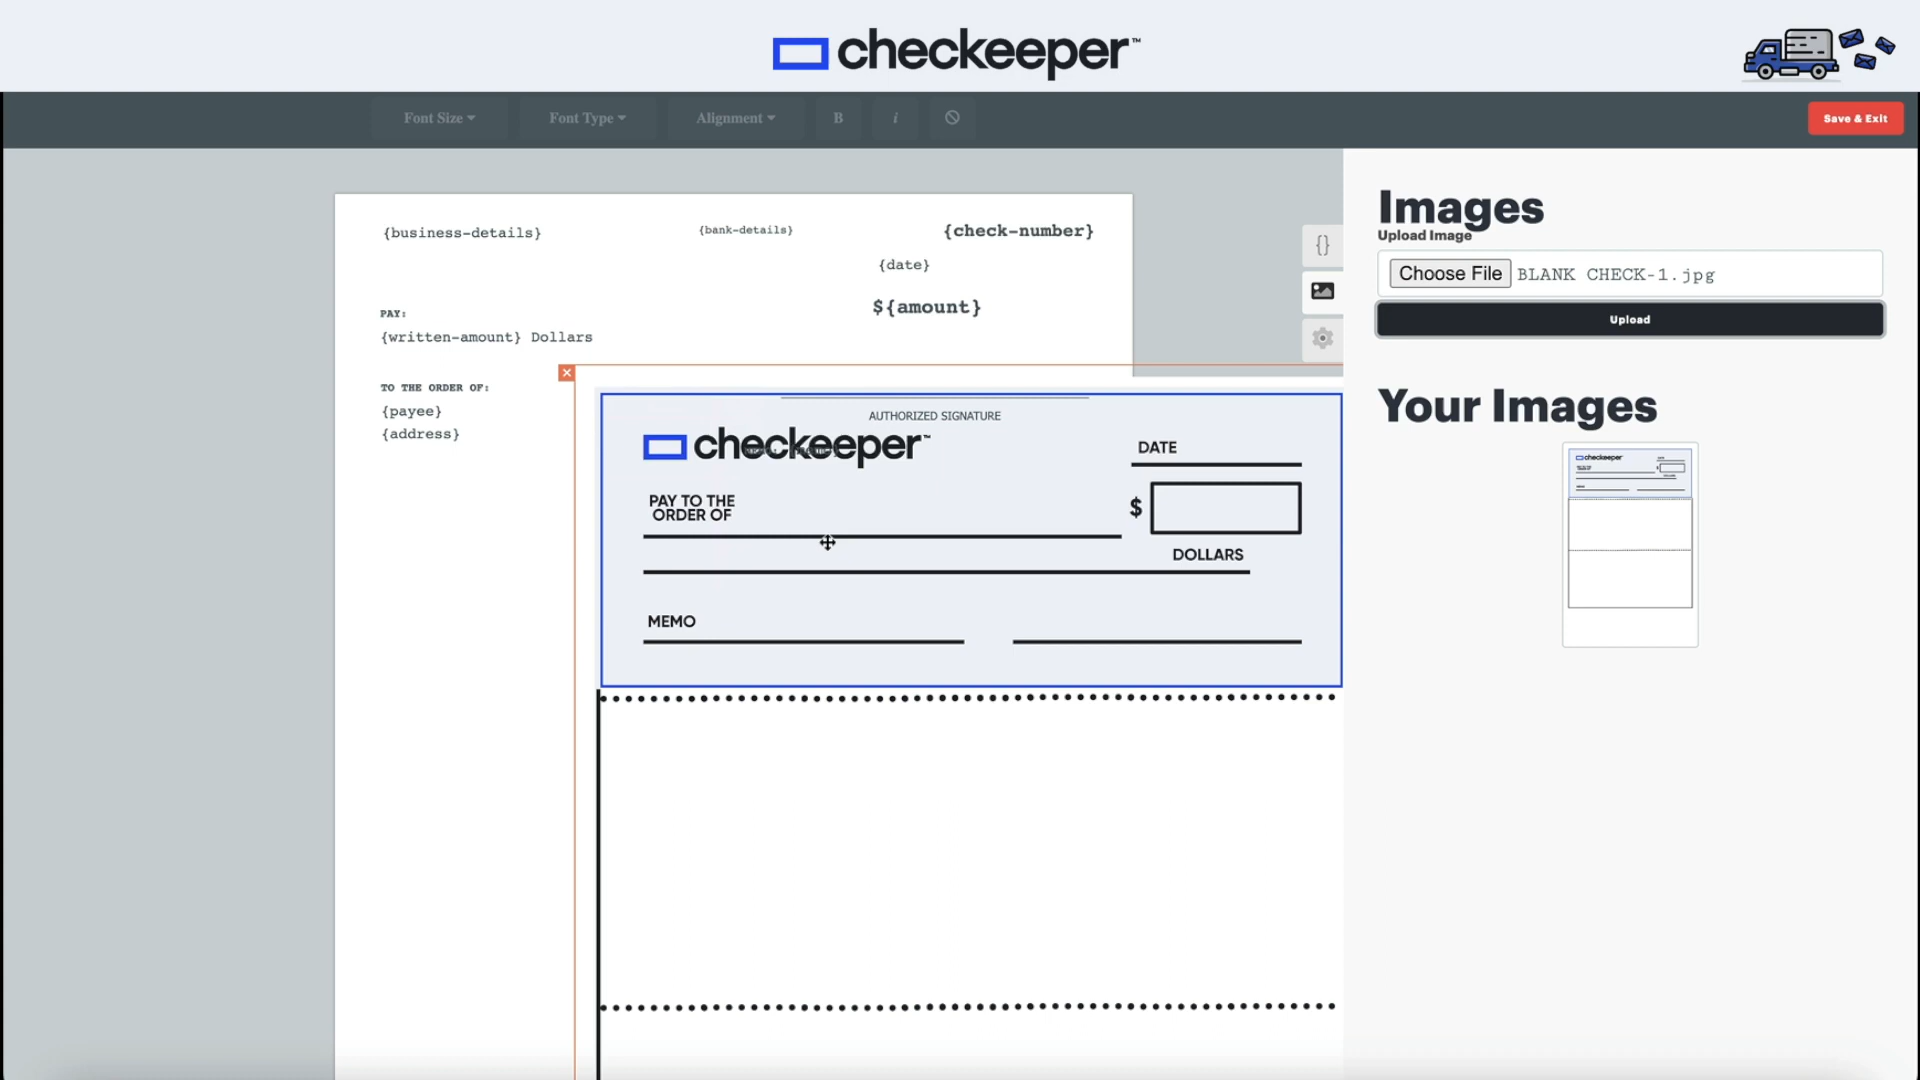 checkeeper™
Font Size
Font Type
Alignment
B
i
Save & Exit
{business-details}
{bank-details}
{check-number}
{date}
${amount}
PAY:
{written-amount} Dollars
TO THE ORDER OF:
{payee}
{address}
{}
AUTHORIZED SIGNATURE
checkeeper™
DATE
PAY TO THE
ORDER OF
$
DOLLARS
MEMO
Images
Upload Image
Choose File BLANK CHECK-1.jpg
Upload
Your Images
checkeeper